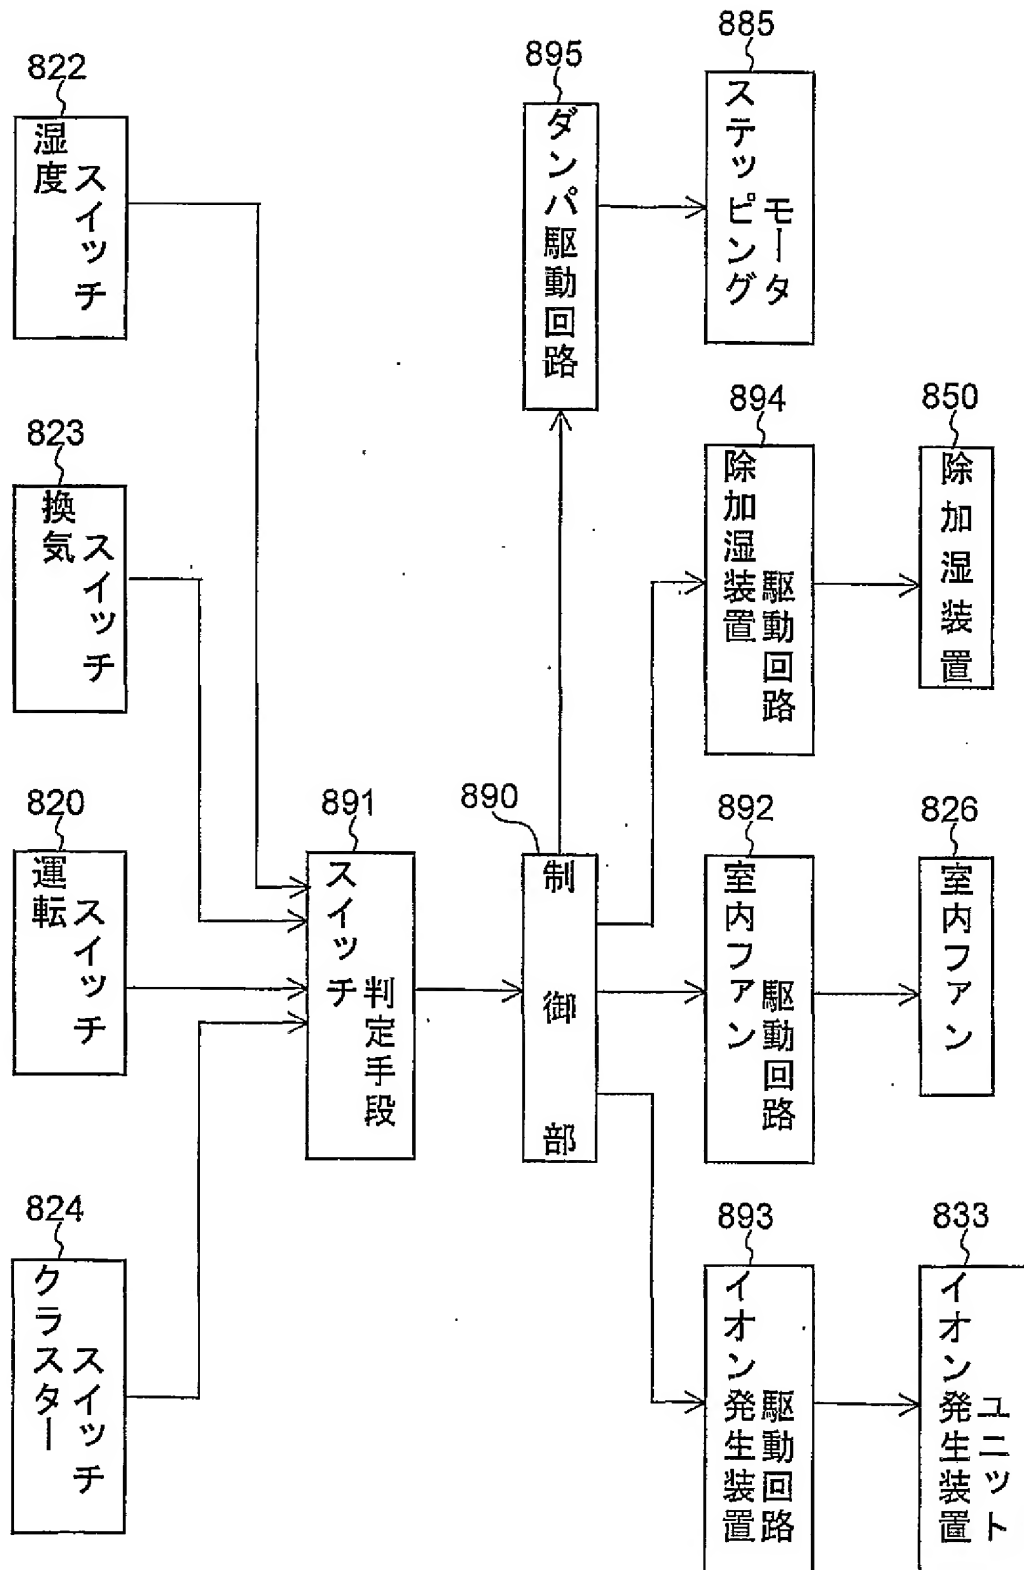 822
湿度
スイッチ
823
換気
スイッチ
820
運転
スイッチ
824
クラスター
スイッチ
891
スイッチ
判定手段
890
制御部
895
ダンパ駆動回路
885
ステッピング
モータ
894
除加湿装置
駆動回路
850
除加湿装置
892
室内ファン
駆動回路
826
室内ファン
893
イオン発生装置
駆動回路
833
イオン発生装置
ユニット